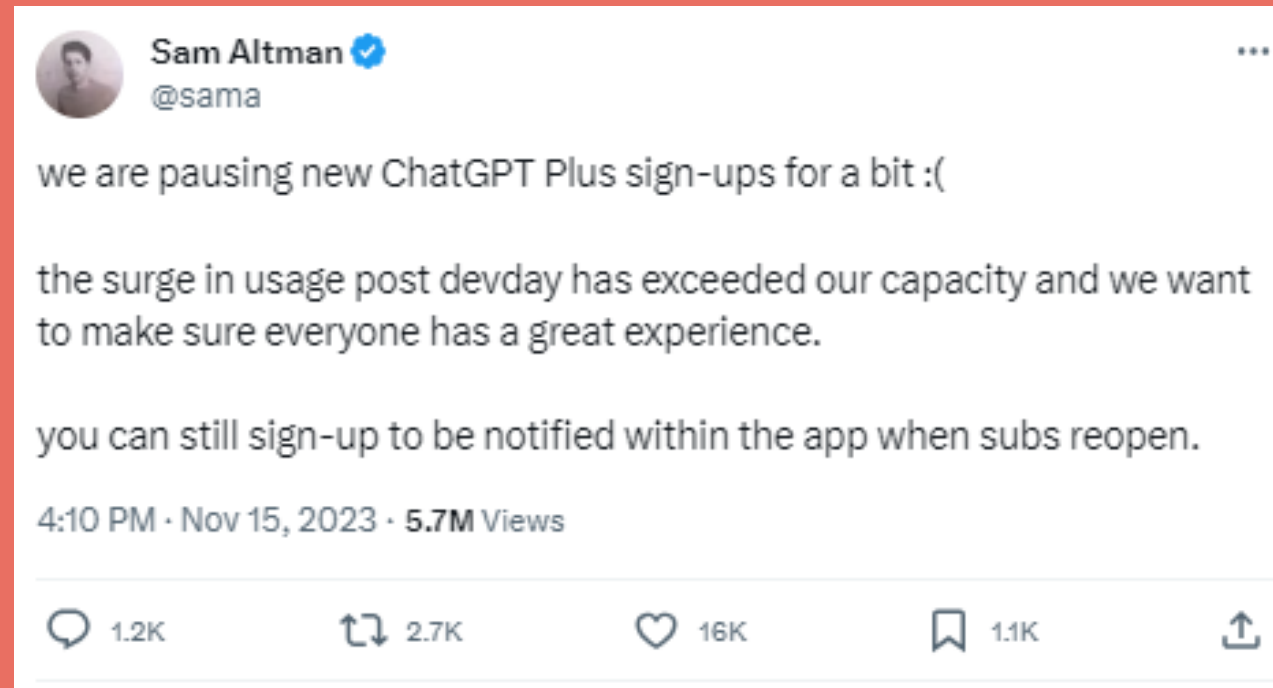 Sam Altman
@sama
we are pausing new ChatGPT Plus sign-ups for a bit :(
the surge in usage post devday has exceeded our capacity and we want
to make sure everyone has a great experience.
you can still sign-up to be notified within the app when subs reopen.
4:10 PM · Nov 15, 2023 · 5.7M Views
1.2K 2.7K 16K 1.1K